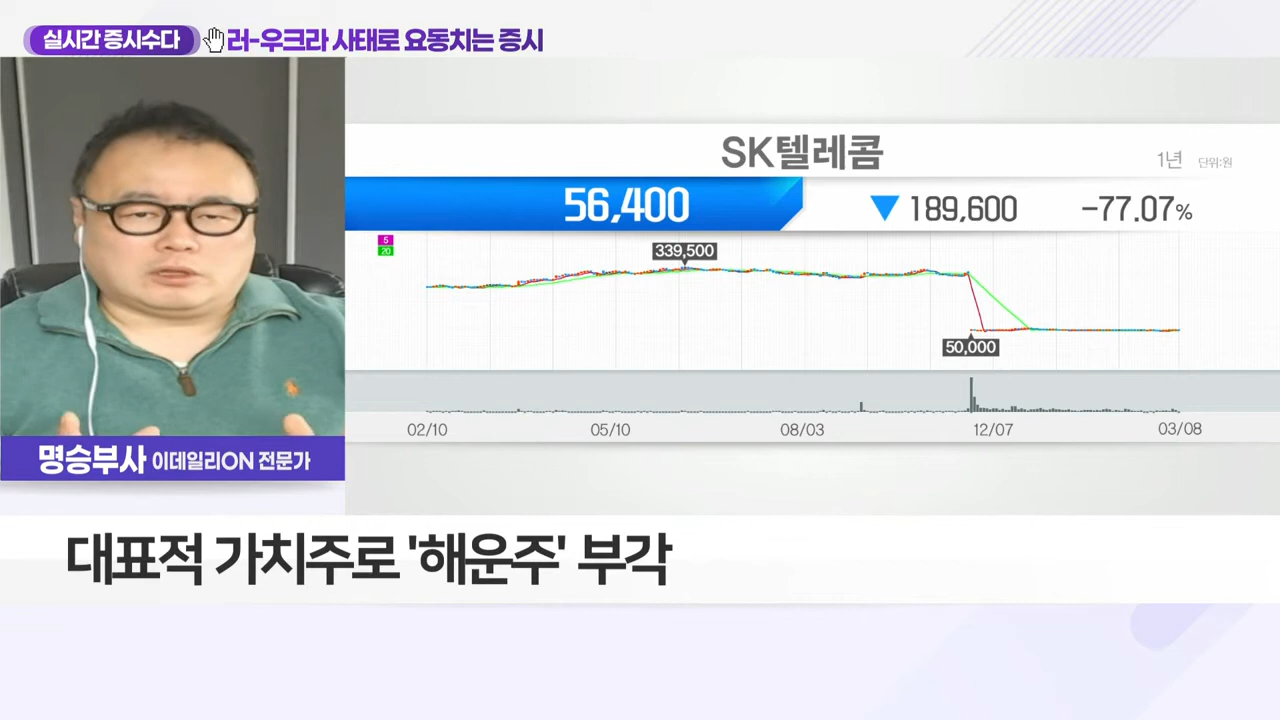 실시간 증시수다
러-우크라 사태로 요동치는 증시
SK텔레콤
1년 단위:원
56,400 ▼ 189,600 -77.07%
5
20
339,500
50,000
02/10 05/10 08/03 12/07 03/08
명승부사 이데일리ON 전문가
대표적 가치주로 '해운주' 부각